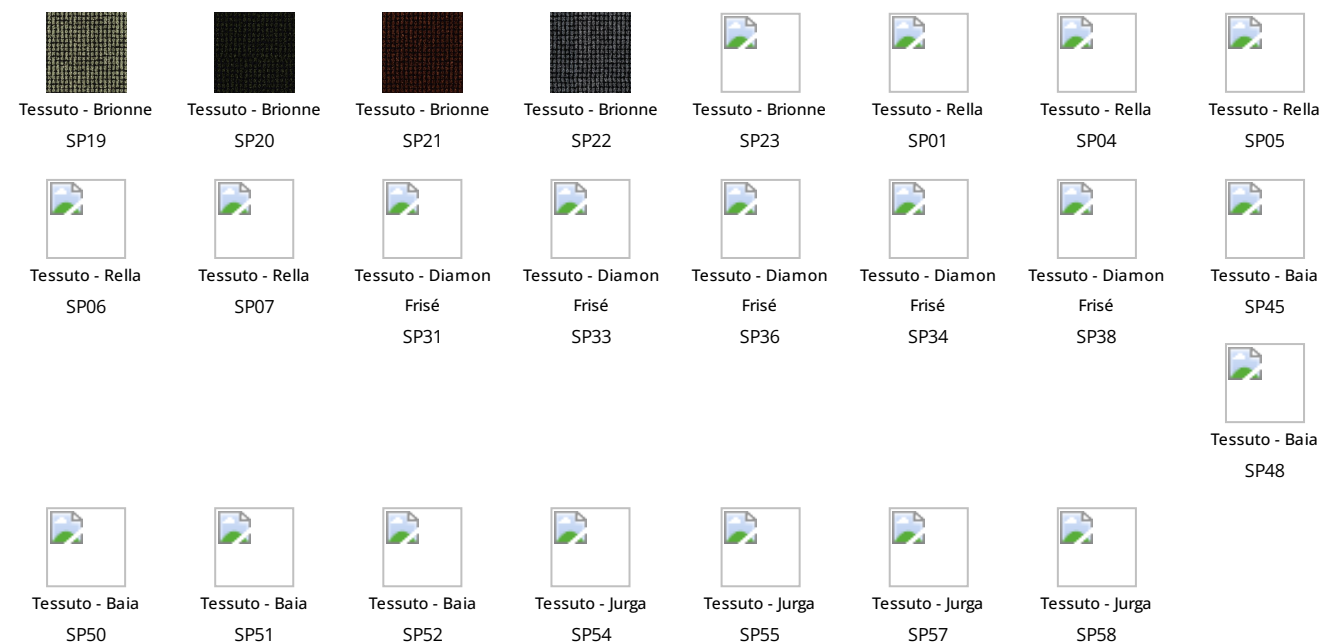 Tessuto - Brionne
SP19
Tessuto - Brionne
SP20
Tessuto - Brionne
SP21
Tessuto - Brionne
SP22
Tessuto - Brionne
SP23
Tessuto - Rella
SP01
Tessuto - Rella
SP04
Tessuto - Rella
SP05
Tessuto - Rella
SP06
Tessuto - Rella
SP07
Tessuto - Diamon
Frisé
SP31
Tessuto - Diamon
Frisé
SP33
Tessuto - Diamon
Frisé
SP36
Tessuto - Diamon
Frisé
SP34
Tessuto - Diamon
Frisé
SP38
Tessuto - Baia
SP45
Tessuto - Baia
SP48
Tessuto - Baia
SP50
Tessuto - Baia
SP51
Tessuto - Baia
SP52
Tessuto - Jurga
SP54
Tessuto - Jurga
SP55
Tessuto - Jurga
SP57
Tessuto - Jurga
SP58